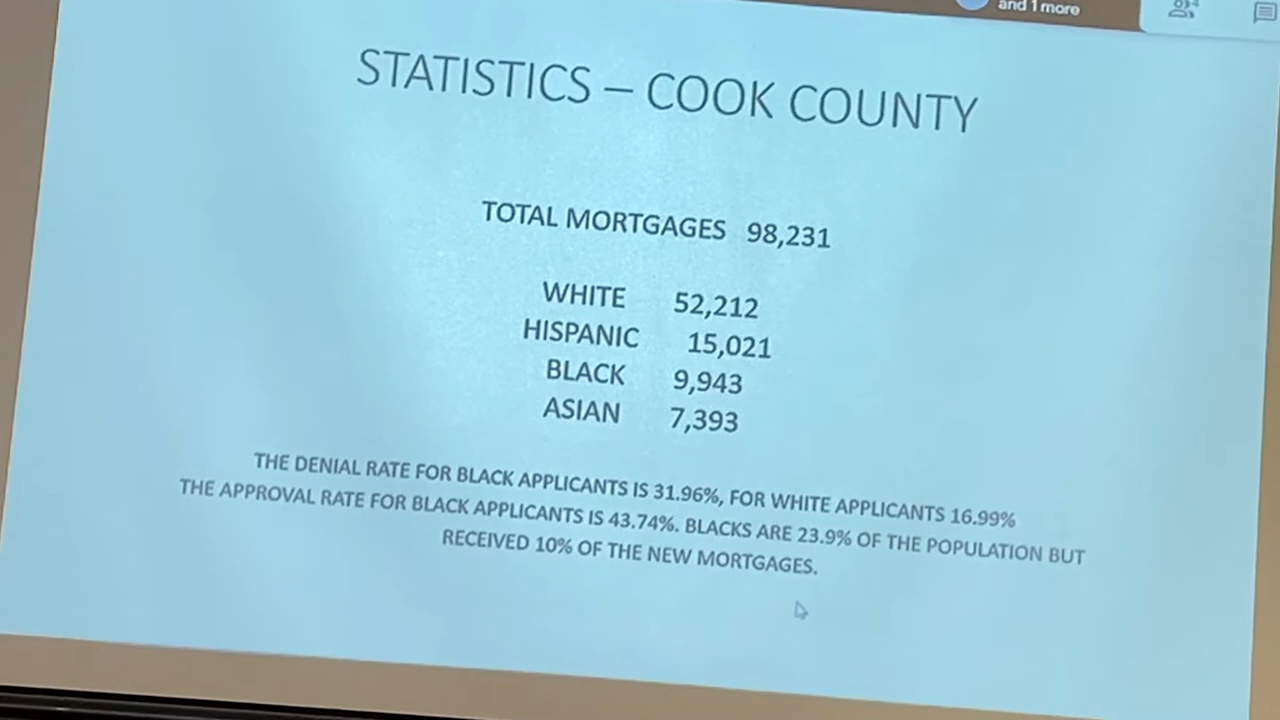 and 1 more
STATISTICS – COOK COUNTY
TOTAL MORTGAGES 98,231
WHITE 52,212
HISPANIC 15,021
BLACK 9,943
ASIAN 7,393
THE DENIAL RATE FOR BLACK APPLICANTS IS 31.96%, FOR WHITE APPLICANTS 16.99%
THE APPROVAL RATE FOR BLACK APPLICANTS IS 43.74%. BLACKS ARE 23.9% OF THE POPULATION BUT
RECEIVED 10% OF THE NEW MORTGAGES.